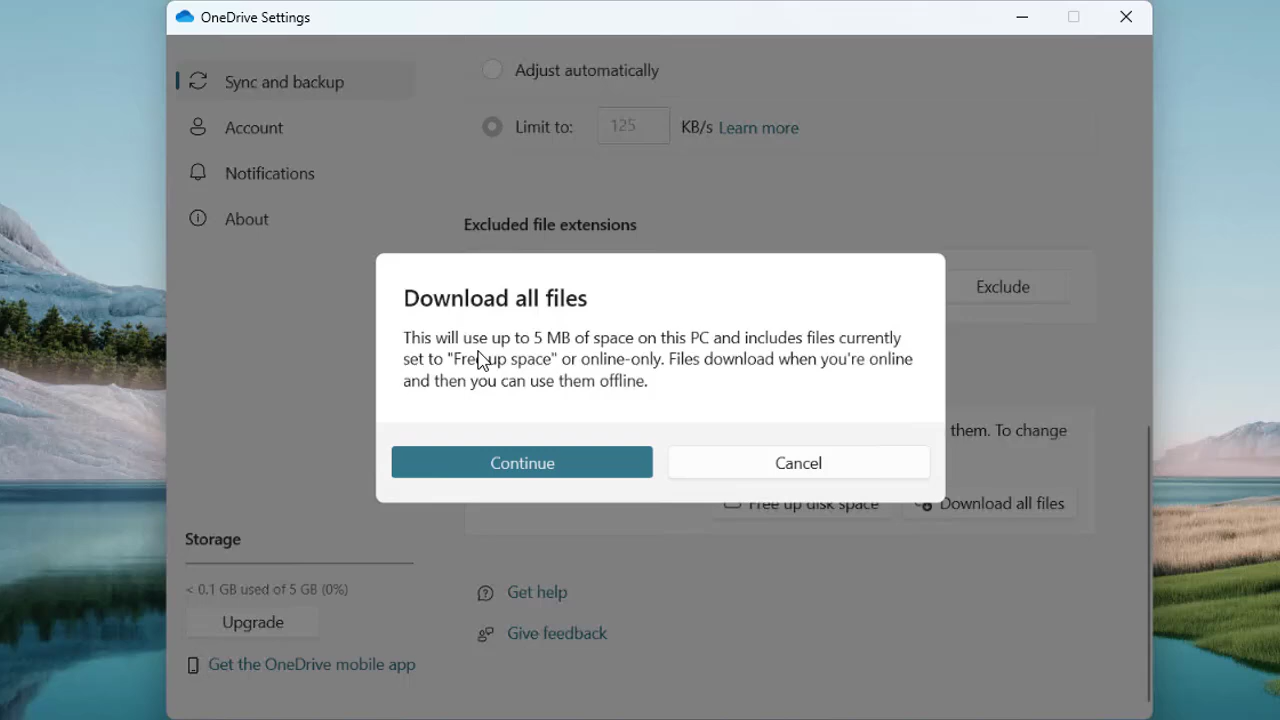 OneDrive Settings
Sync and backup
Account
Notifications
About
Adjust automatically
Limit to: 125 KB/s Learn more
Excluded file extensions
Exclude
Download all files
This will use up to 5 MB of space on this PC and includes files currently
set to "Free up space" or online-only. Files download when you're online
and then you can use them offline.
Continue
Cancel
them. To change
Free up disk space
Download all files
Storage
< 0.1 GB used of 5 GB (0%)
Upgrade
Get the OneDrive mobile app
Get help
Give feedback